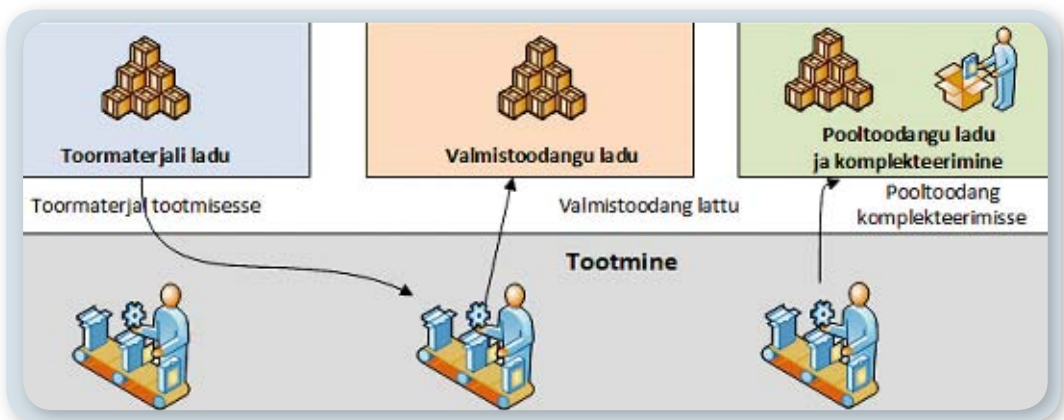 Toormaterjali ladu
Valmistoodangu ladu
Pooltoodangu ladu
ja komplekteerimine
Toormaterjal tootmisesse
Valmistoodang lattu
Pooltoodang
komplekteerimisse
Tootmine